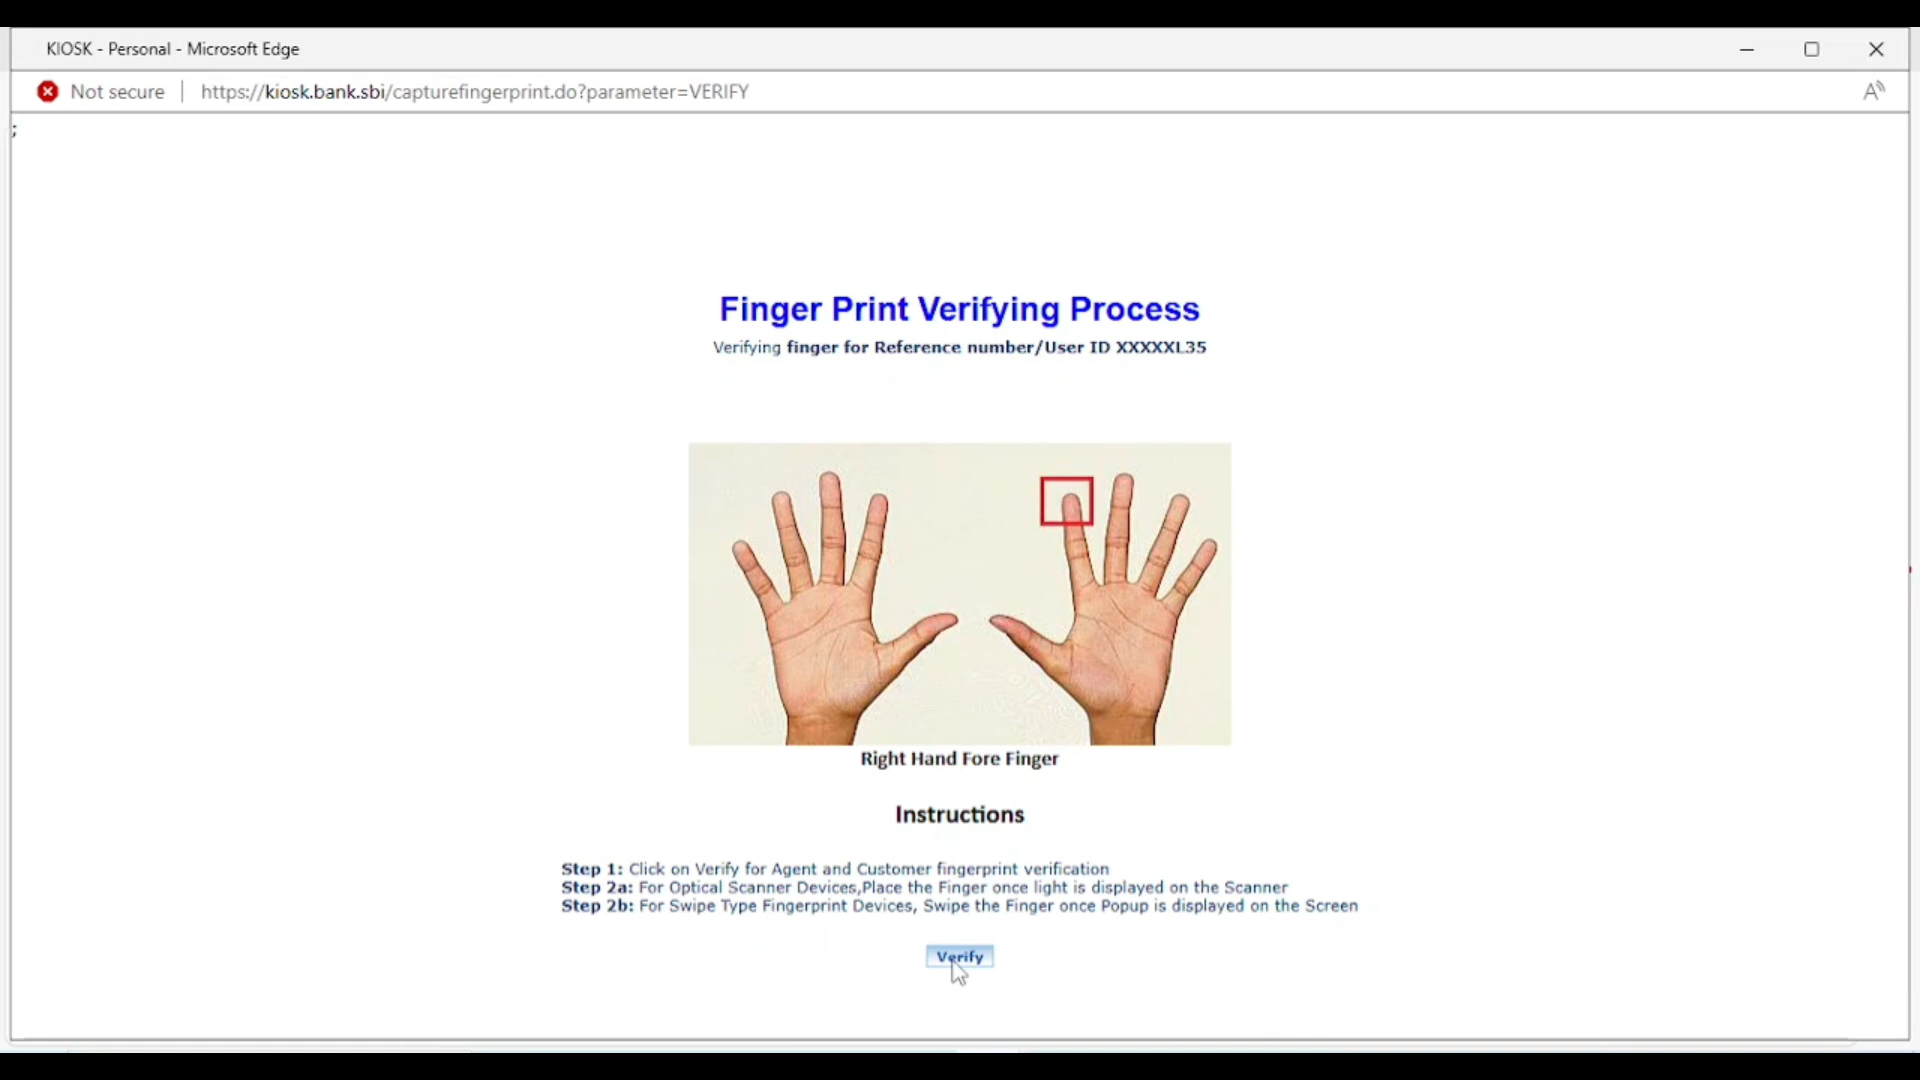 KIOSK - Personal - Microsoft Edge
Not secure | https://kiosk.bank.sbi/capturefingerprint.do?parameter=VERIFY
;
Finger Print Verifying Process
Verifying finger for Reference number/User ID XXXXXL35
Right Hand Fore Finger
Instructions
Step 1: Click on Verify for Agent and Customer fingerprint verification
Step 2a: For Optical Scanner Devices,Place the Finger once light is displayed on the Scanner
Step 2b: For Swipe Type Fingerprint Devices, Swipe the Finger once Popup is displayed on the Screen
Verify